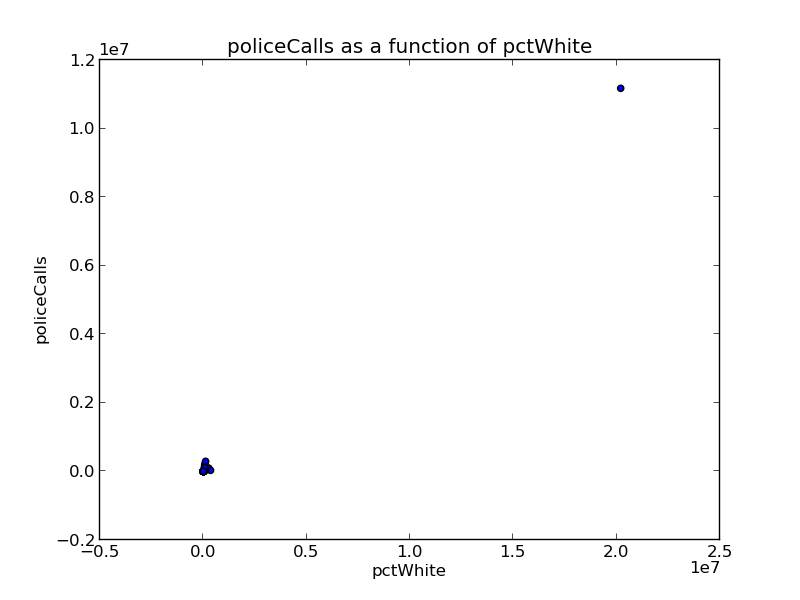 policeCalls as a function of pctWhite
1e7
1.2
1.0
0.8
0.6
0.4
0.2
0.0
−0.2
policeCalls
−0.5 0.0 0.5 1.0 1.5 2.0 2.5
1e7
pctWhite